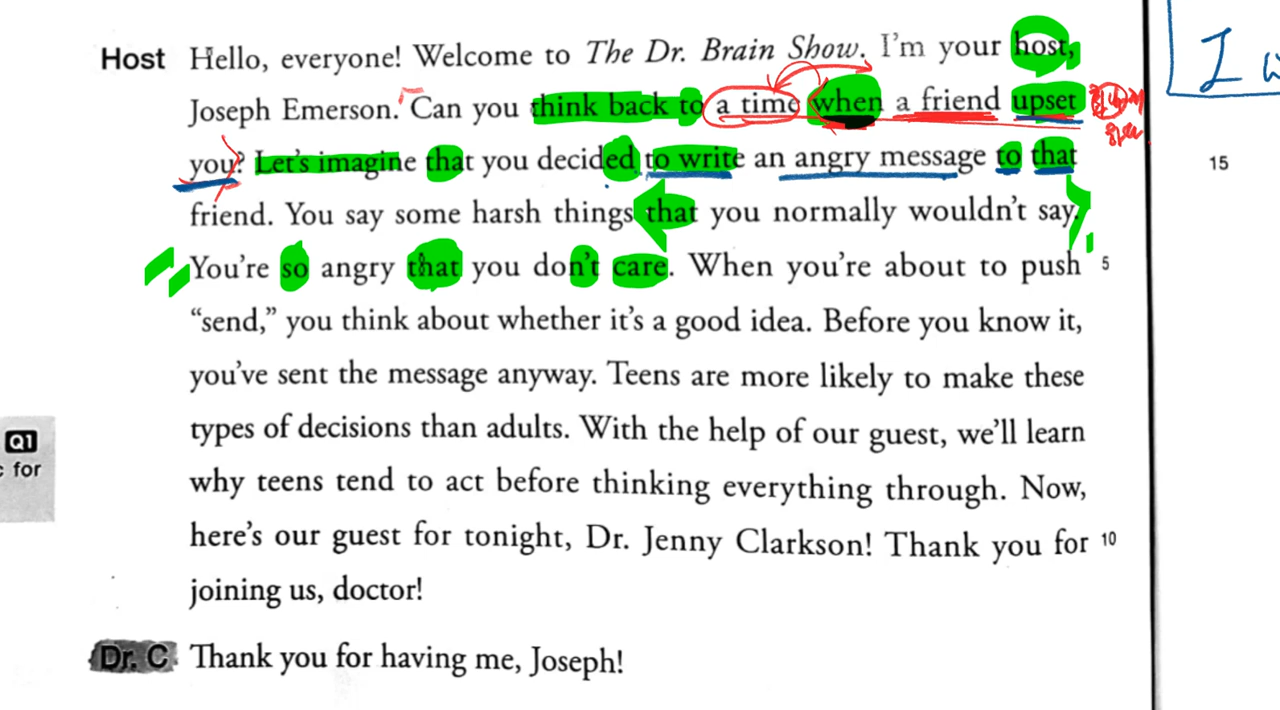 Host Hello, everyone! Welcome to The Dr. Brain Show. I'm your host,
Joseph Emerson. Can you think back to a time when a friend upset
you? Let's imagine that you decided to write an angry message to that
friend. You say some harsh things that you normally wouldn't say.
You're so angry that you don't care. When you're about to push 5
"send," you think about whether it's a good idea. Before you know it,
you've sent the message anyway. Teens are more likely to make these
types of decisions than adults. With the help of our guest, we'll learn
why teens tend to act before thinking everything through. Now,
here's our guest for tonight, Dr. Jenny Clarkson! Thank you for 10
joining us, doctor!
Dr. C Thank you for having me, Joseph!
Q1
for
15
I